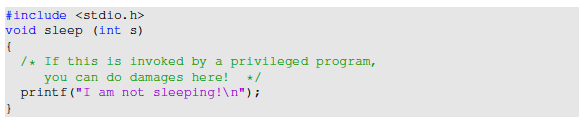 #include <stdio.h>
void sleep (int s)
{
/* If this is invoked by a privileged program,
you can do damages here! */
printf("I am not sleeping!\n");
}